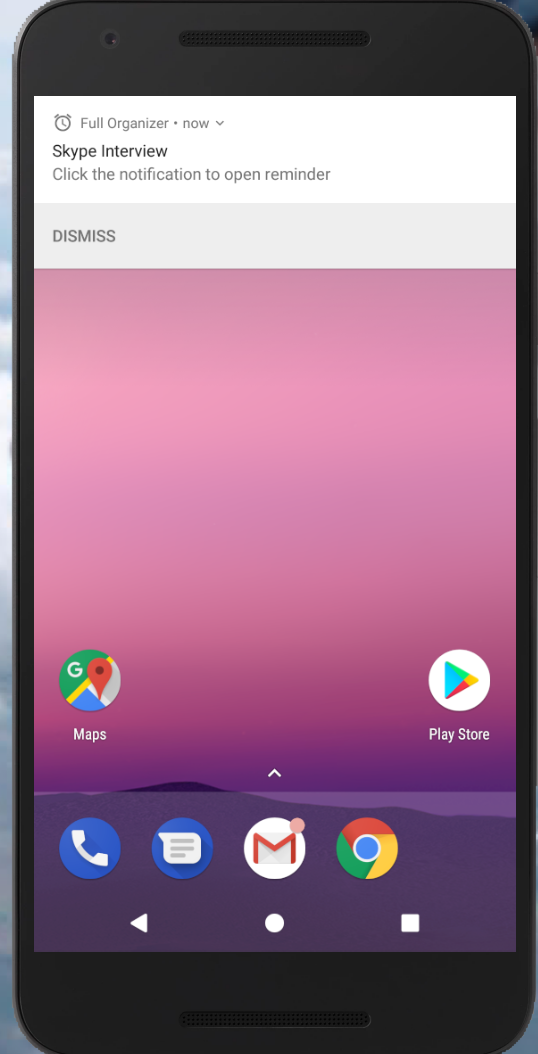 Full Organizer • now
Skype Interview
Click the notification to open reminder
DISMISS
G
Maps
Play Store